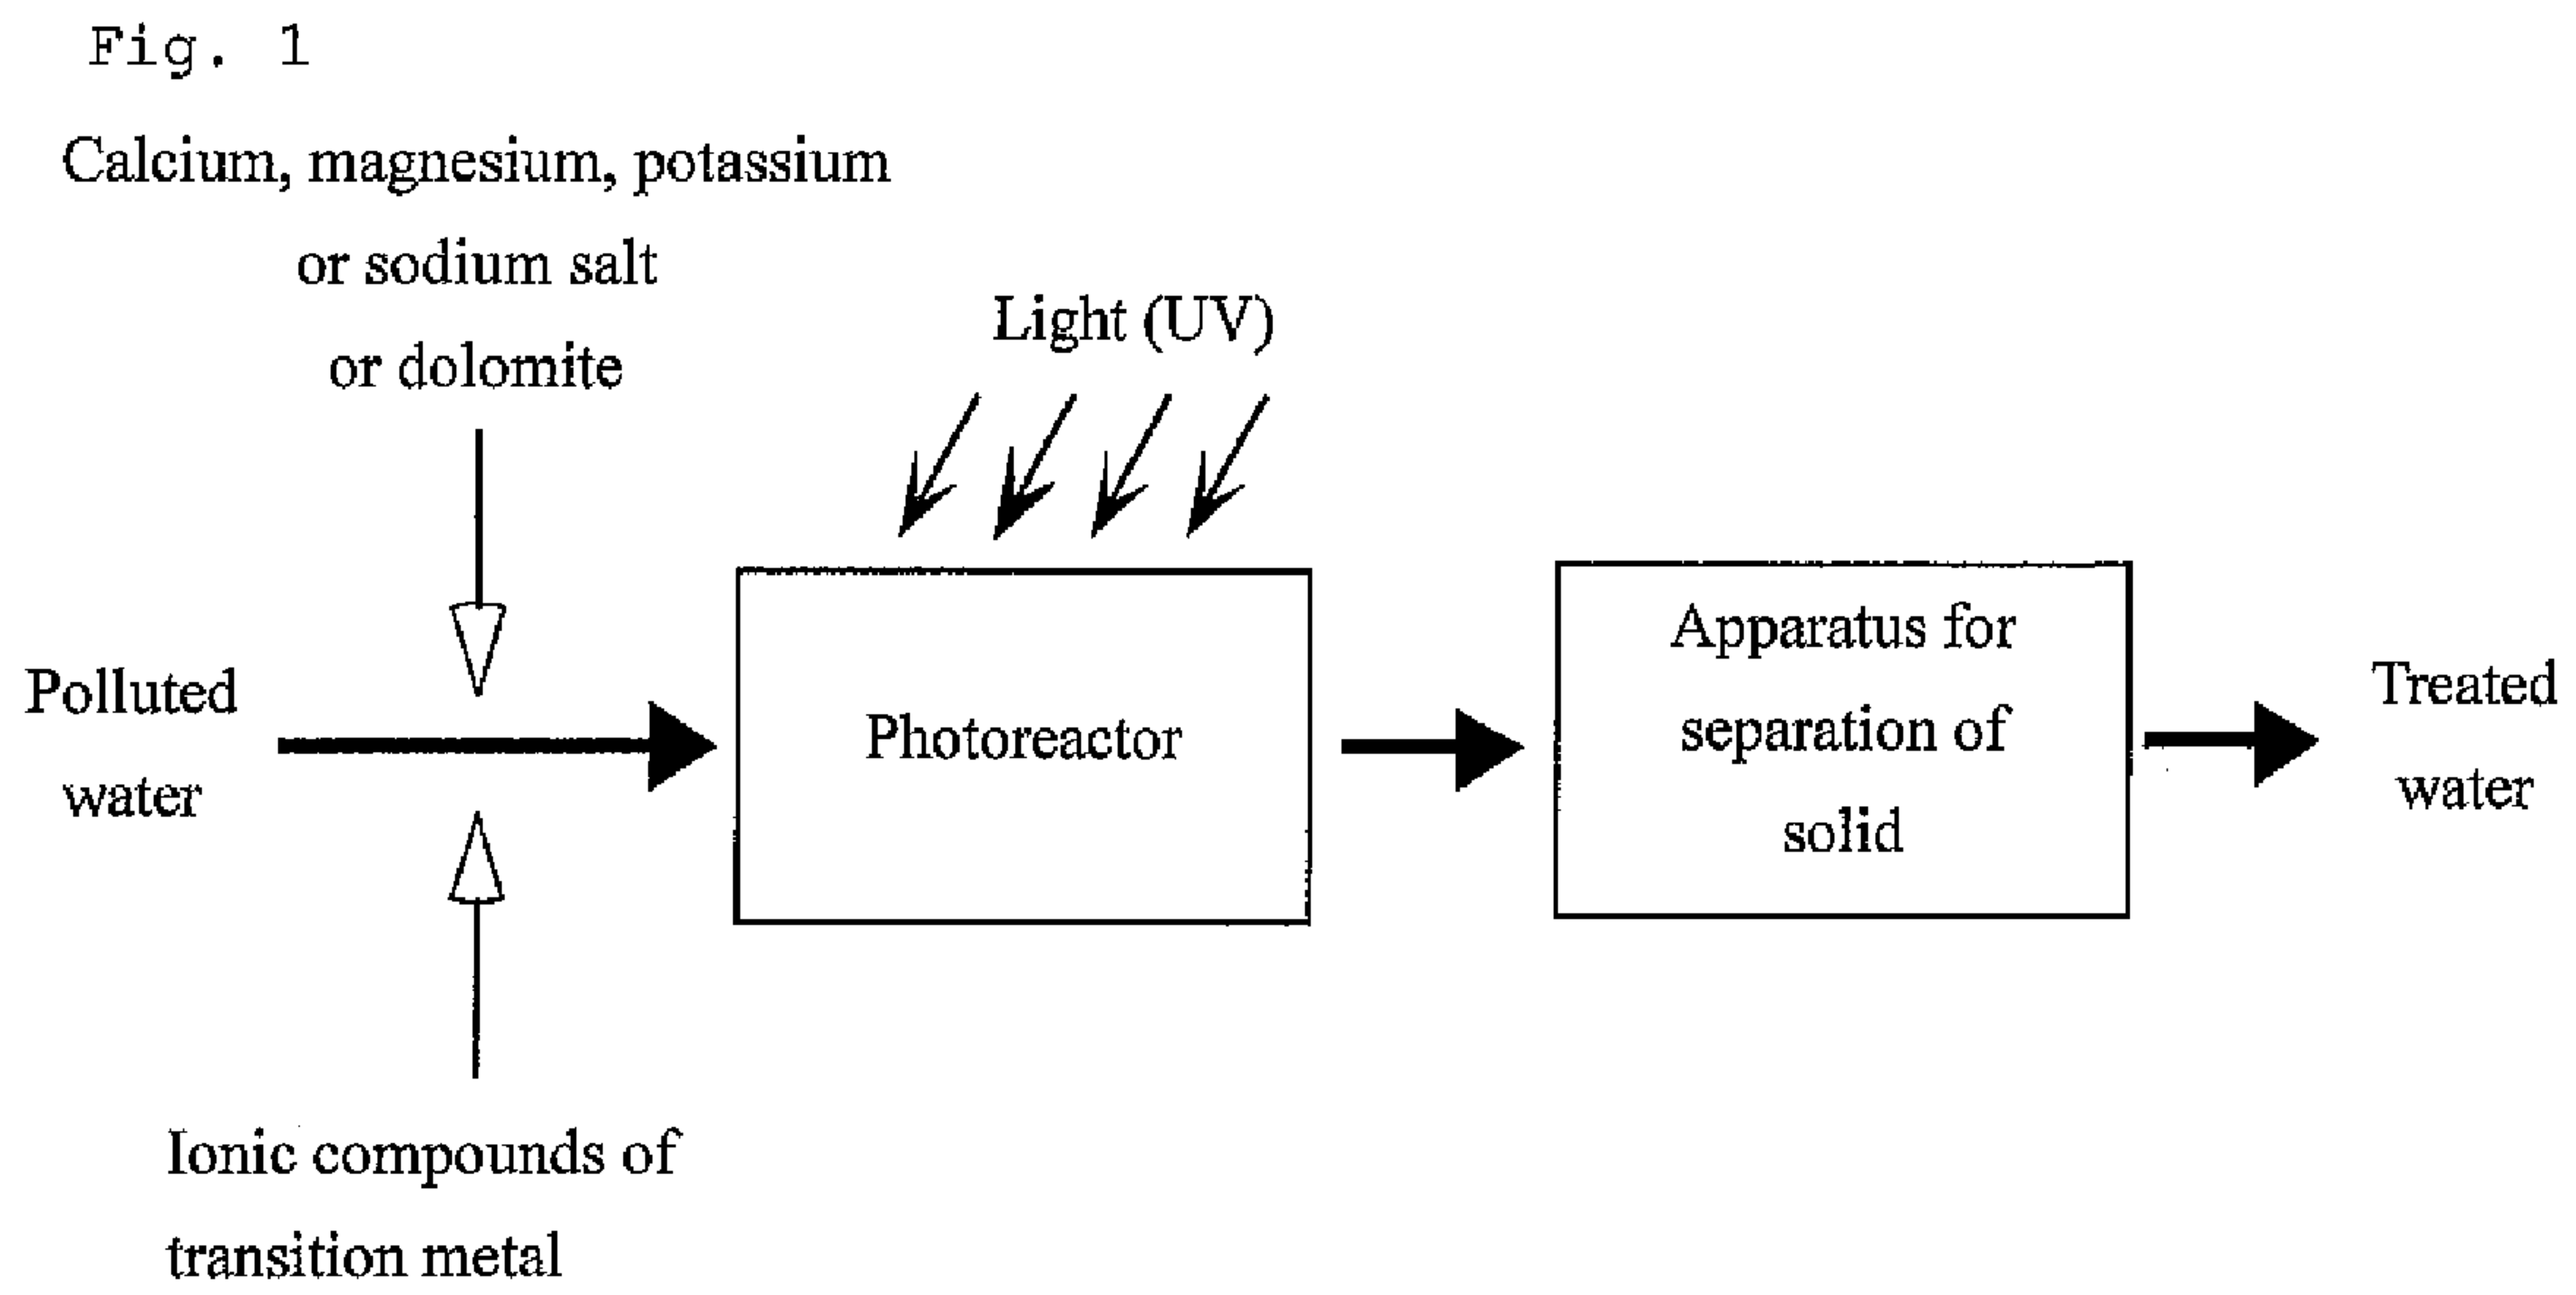 Fig. 1
Calcium, magnesium, potassium
or sodium salt
or dolomite
Light (UV)
Polluted
water
Photoreactor
Apparatus for
separation of
solid
Treated
water
Ionic compounds of
transition metal